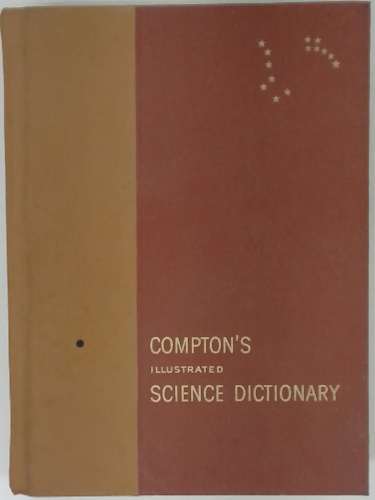 COMPTON'S
ILLUSTRATED
SCIENCE DICTIONARY